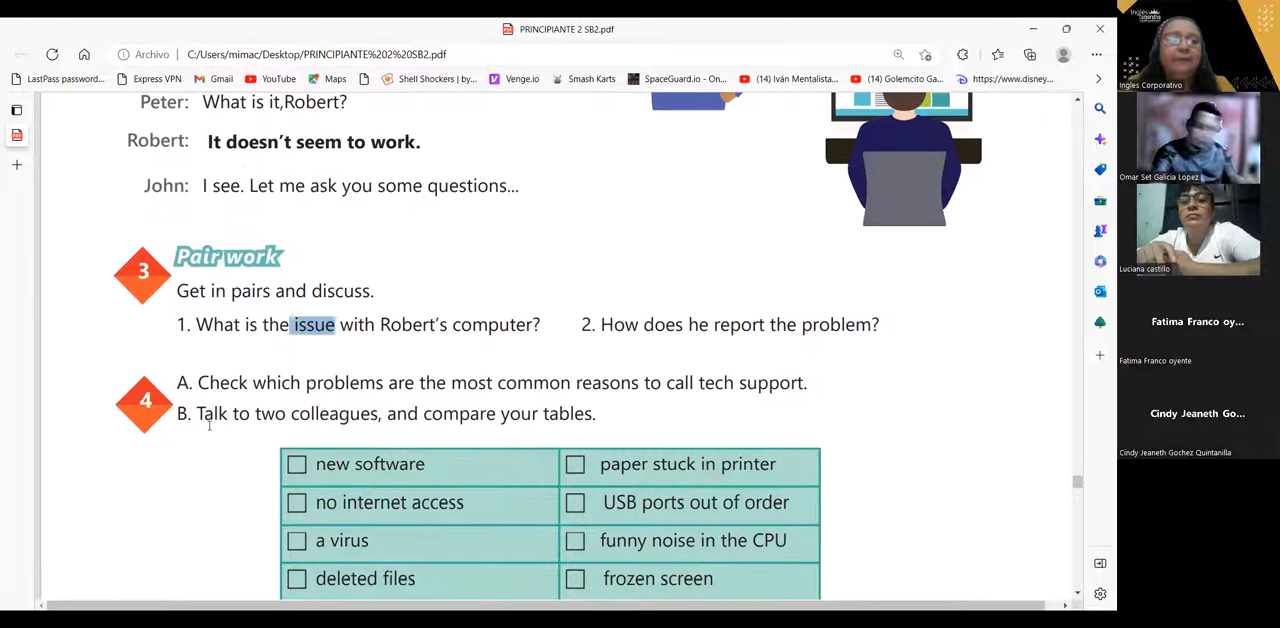 PRINCIPIANTE 2 SB2.pdf
Archivo
C:/Users/mimac/Desktop/PRINCIPIANTE%202%20SB2.pdf
LastPass password...
Express VPN
Gmail
YouTube
Maps
Shell Shockers | by...
Venge.io
Smash Karts
SpaceGuard.io - On...
(14) Iván Mentalista...
(14) Golemcito Ga...
https://www.disney...
Peter: What is it,Robert?
Robert: It doesn't seem to work.
John: I see. Let me ask you some questions...
3
Pair work
Get in pairs and discuss.
1. What is the issue with Robert's computer? 2. How does he report the problem?
4
A. Check which problems are the most common reasons to call tech support.
B. Talk to two colleagues, and compare your tables.
new software paper stuck in printer
no internet access USB ports out of order
a virus funny noise in the CPU
deleted files frozen screen
Inglés
Corporativo
Ingles Corporativo
Omar Set Galicia Lopez
Luciana castillo
Fatima Franco oy...
Fatima Franco oyente
Cindy Jeaneth Go...
Cindy Jeaneth Gochez Quintanilla